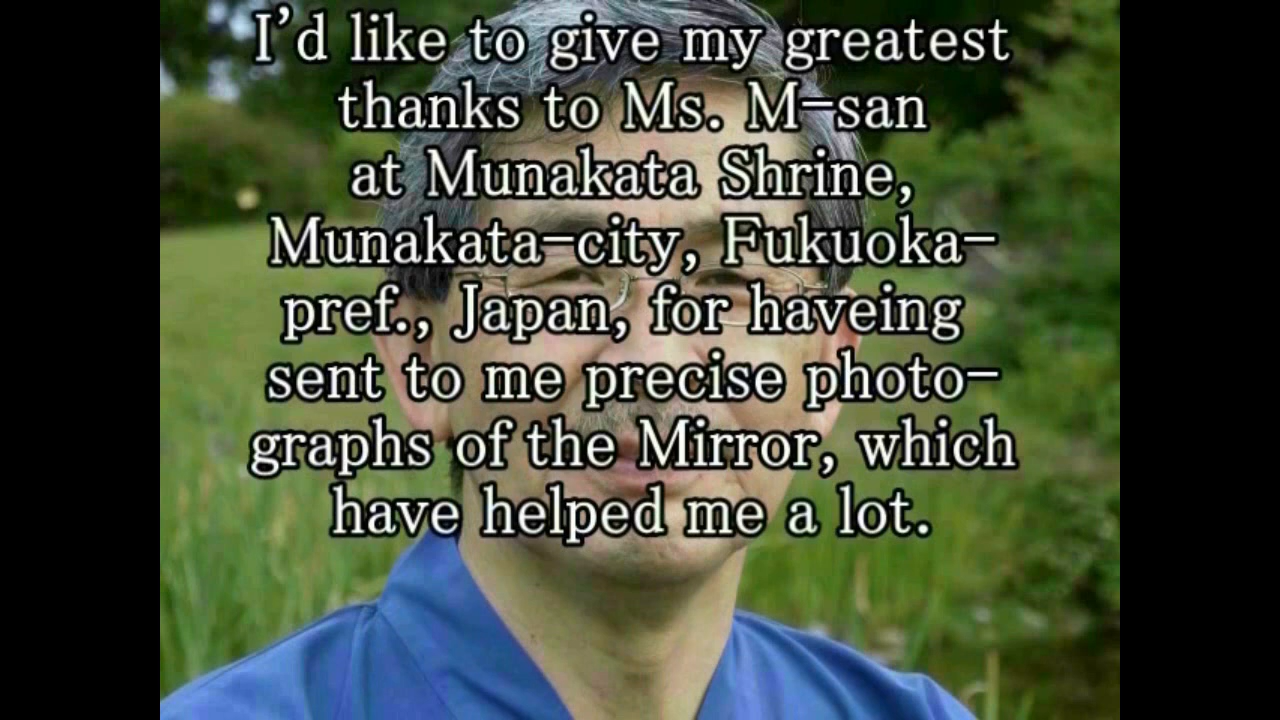 I'd like to give my greatest
thanks to Ms. M-san
at Munakata Shrine,
Munakata-city, Fukuoka-
pref., Japan, for haveing
sent to me precise photo-
graphs of the Mirror, which
have helped me a lot.